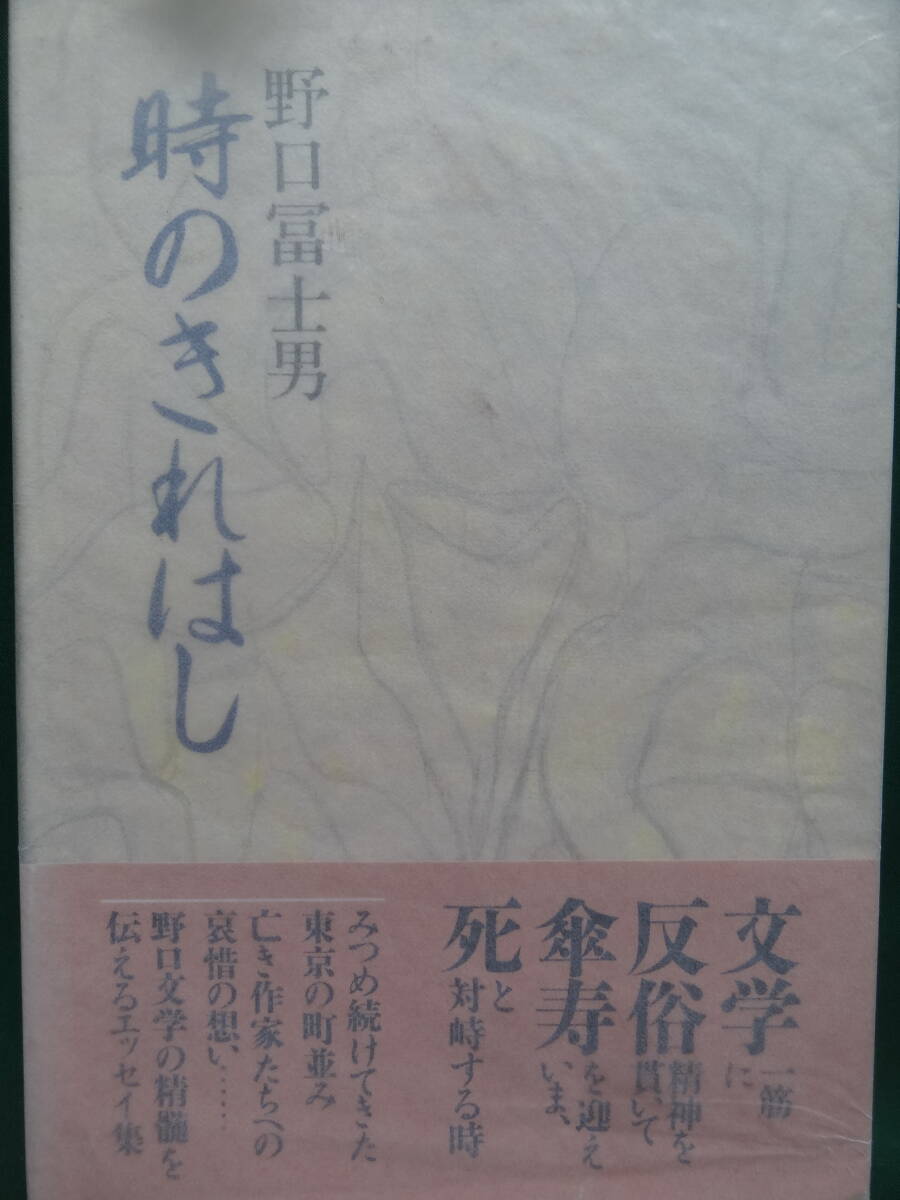 野口冨士男
時のきれはし
文学に一筋
反俗精神を貫いて
傘寿を迎えいま、
死と対峙する時
みつめ続けてきた
東京の町並み
亡き作家たちへの
哀惜の想い……
野口文学の精髄を
伝えるエッセイ集